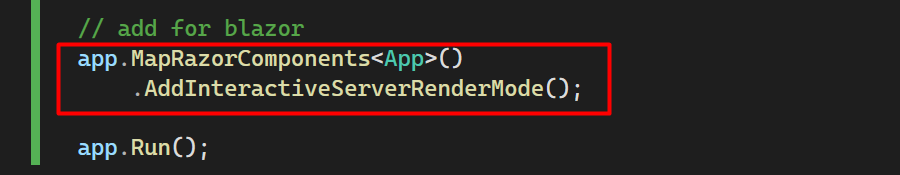 // add for blazor
app.MapRazorComponents<App>()
.AddInteractiveServerRenderMode();
app.Run();